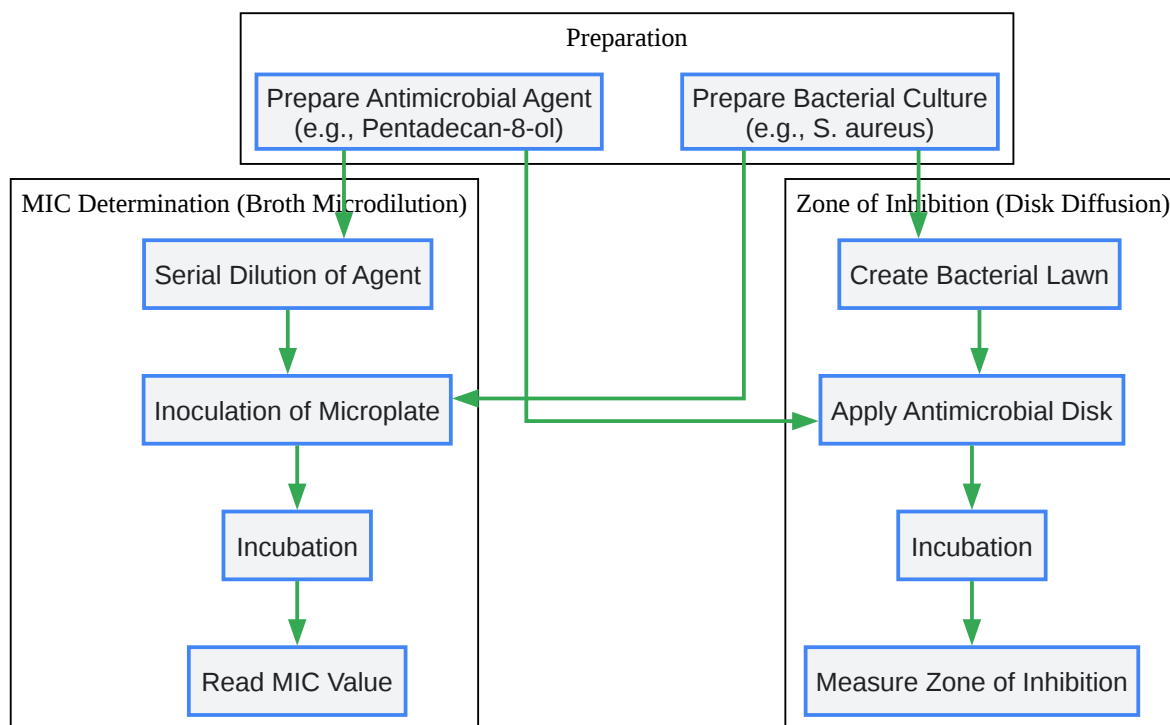 Preparation
Prepare Antimicrobial Agent
(e.g., Pentadecan-8-ol)
Prepare Bacterial Culture
(e.g., S. aureus)
MIC Determination (Broth Microdilution)
Serial Dilution of Agent
Inoculation of Microplate
Incubation
Read MIC Value
Zone of Inhibition (Disk Diffusion)
Create Bacterial Lawn
Apply Antimicrobial Disk
Incubation
Measure Zone of Inhibition